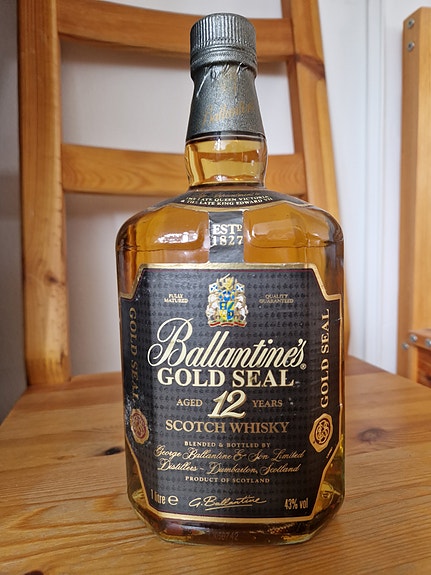 THE LATE QUEEN VICTORIA
& THE LATE KING EDWARD VII
ESTD
1827
FULLY
MATURED
QUALITY
GUARANTEED
Ballantine's®
GOLD SEAL
AGED 12 YEARS
SCOTCH WHISKY
BLENDED & BOTTLED BY
George Ballantine & Son Limited
Distillers ~ Dumbarton, Scotland
PRODUCT OF SCOTLAND
1 litre e
G. Ballantine
43% vol
GOLD SEAL
GOLD SEAL